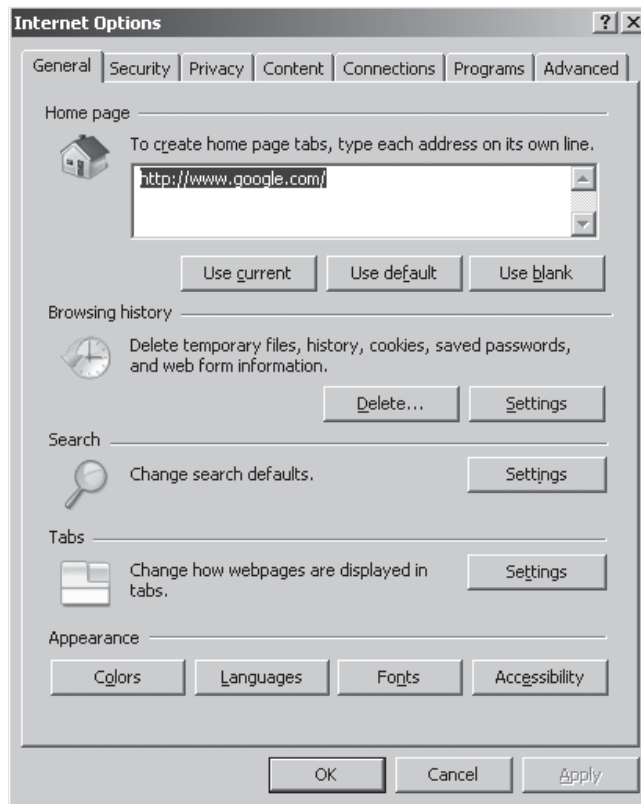 Internet Options
General Security Privacy Content Connections Programs Advanced
Home page
To create home page tabs, type each address on its own line.
http://www.google.com/
Use current Use default Use blank
Browsing history
Delete temporary files, history, cookies, saved passwords,
and web form information.
Delete... Settings
Search
Change search defaults. Settings
Tabs
Change how webpages are displayed in
tabs.
Settings
Appearance
Colors Languages Fonts Accessibility
OK Cancel Apply